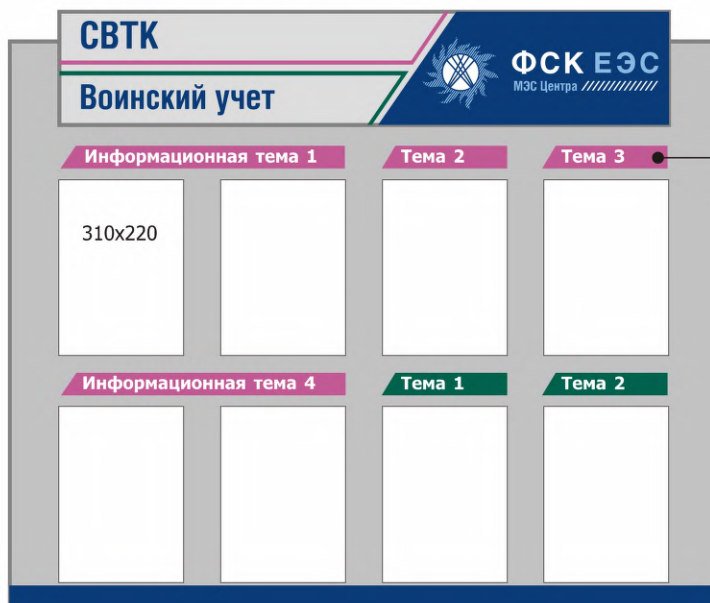 СВТК
Воинский учет
ФСК ЕЭС
МЭС Центра
Информационная тема 1
Тема 2
Тема 3
310х220
Информационная тема 4
Тема 1
Тема 2